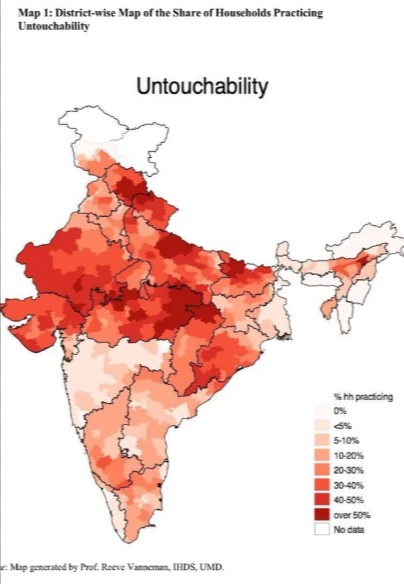 Map 1: District-wise Map of the Share of Households Practicing
Untouchability
Untouchability
% hh practicing
0%
<5%
5-10%
10-20%
20-30%
30-40%
40-50%
over 50%
No data
e: Map generated by Prof. Reeve Vanneman, IHDS, UMD.